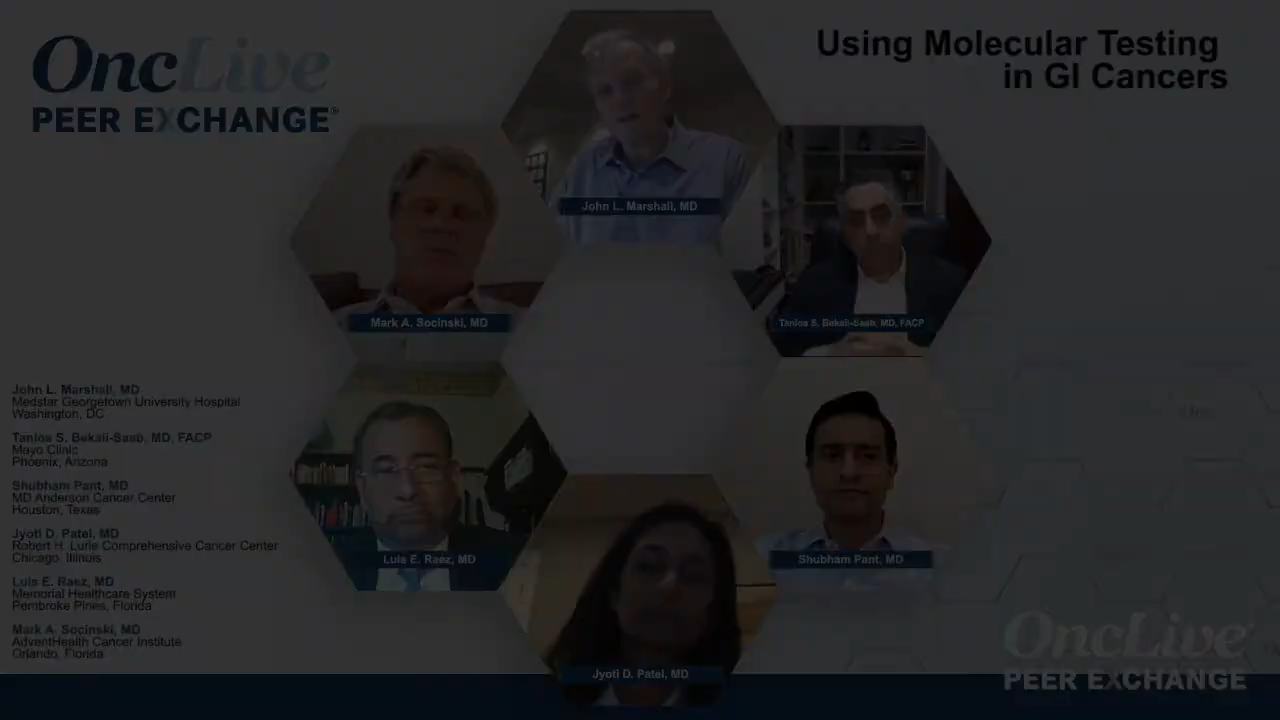 OncLive
PEER EXCHANGE®
Using Molecular Testing
in GI Cancers
John L. Marshall, MD
Mark A. Socinski, MD
Tanios S. Bekaii-Saab, MD, FACP
Luis E. Raez, MD
Shubham Pant, MD
Jyoti D. Patel, MD
John L. Marshall, MD
Medstar Georgetown University Hospital
Washington, DC
Tanios S. Bekaii-Saab, MD, FACP
Mayo Clinic
Phoenix, Arizona
Shubham Pant, MD
MD Anderson Cancer Center
Houston, Texas
Jyoti D. Patel, MD
Robert H. Lurie Comprehensive Cancer Center
Chicago, Illinois
Luis E. Raez, MD
Memorial Healthcare System
Pembroke Pines, Florida
Mark A. Socinski, MD
AdventHealth Cancer Institute
Orlando, Florida
OncLive®
PEER EXCHANGE